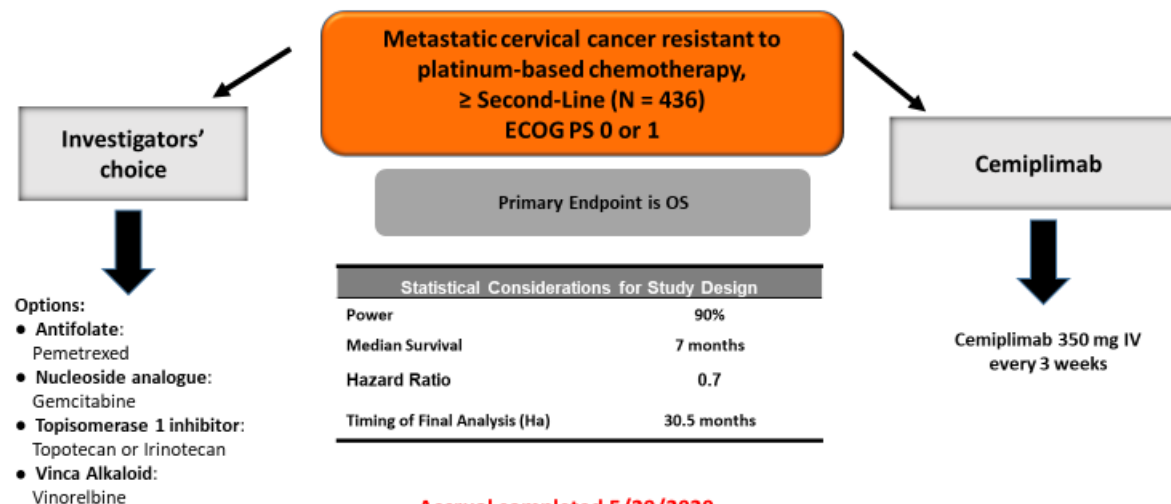 Metastatic cervical cancer resistant to
platinum-based chemotherapy,
≥ Second-Line (N = 436)
ECOG PS 0 or 1
Investigators’
choice
Cemiplimab
Primary Endpoint is OS
Statistical Considerations for Study Design
Power 90%
Median Survival 7 months
Hazard Ratio 0.7
Timing of Final Analysis (Ha) 30.5 months
Options:
● Antifolate:
Pemetrexed
● Nucleoside analogue:
Gemcitabine
● Topisomerase 1 inhibitor:
Topotecan or Irinotecan
● Vinca Alkaloid:
Vinorelbine
Cemiplimab 350 mg IV
every 3 weeks
Accrual completed